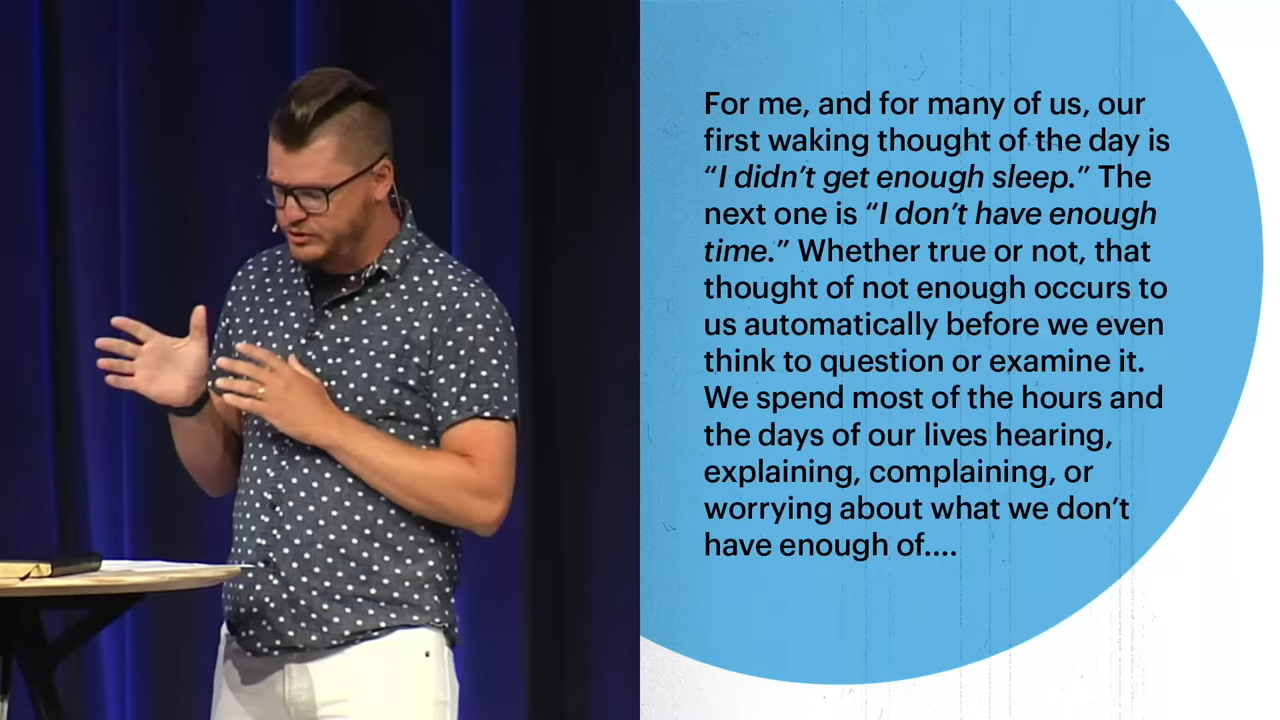 For me, and for many of us, our
first waking thought of the day is
“I didn’t get enough sleep.” The
next one is “I don’t have enough
time.” Whether true or not, that
thought of not enough occurs to
us automatically before we even
think to question or examine it.
We spend most of the hours and
the days of our lives hearing,
explaining, complaining, or
worrying about what we don’t
have enough of....